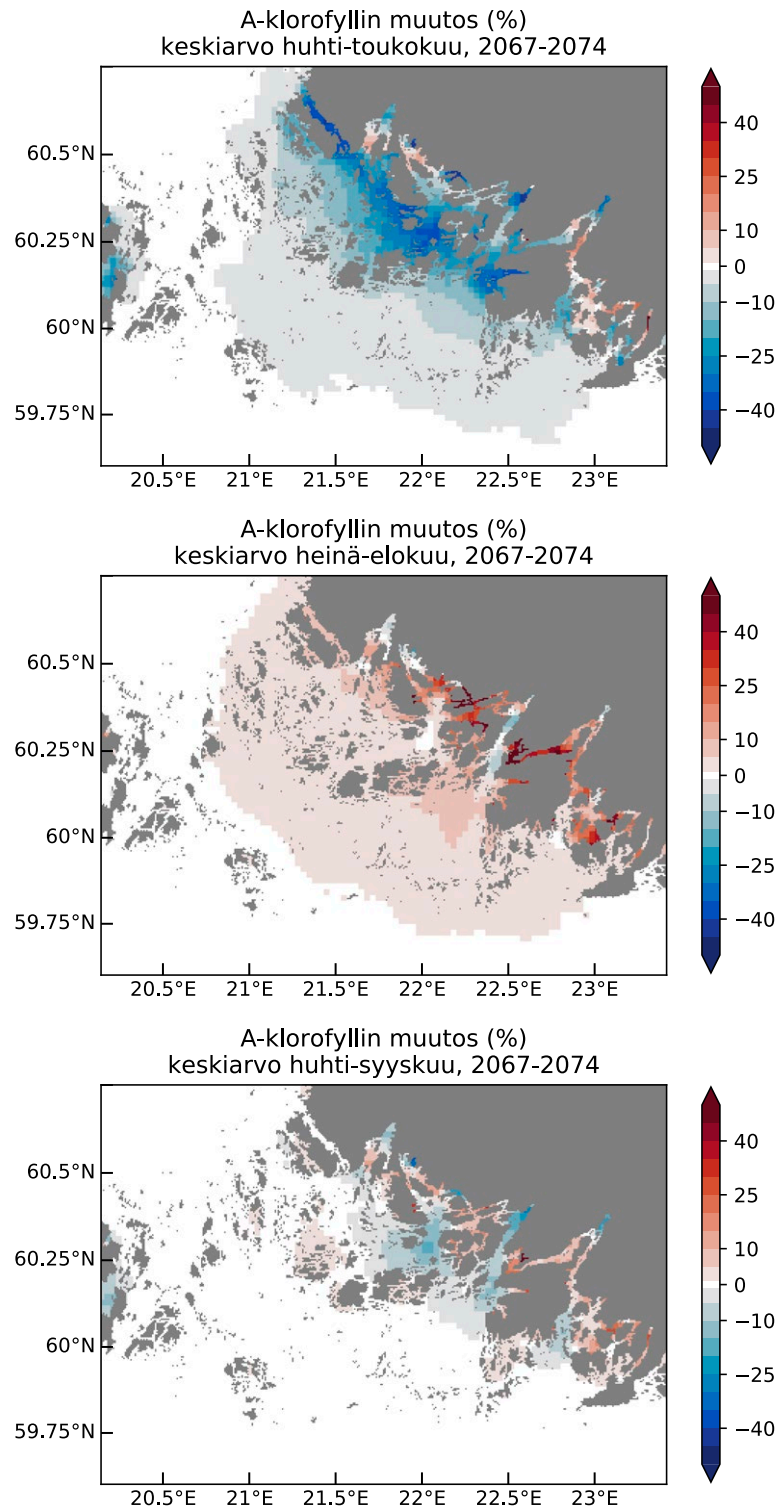 A-klorofyllin muutos (%)
keskiarvo huhti-toukokuu, 2067-2074
60.5°N
60.25°N
60°N
59.75°N
20.5°E 21°E 21.5°E 22°E 22.5°E 23°E
40
25
10
0
−10
−25
−40
A-klorofyllin muutos (%)
keskiarvo heinä-elokuu, 2067-2074
60.5°N
60.25°N
60°N
59.75°N
20.5°E 21°E 21.5°E 22°E 22.5°E 23°E
40
25
10
0
−10
−25
−40
A-klorofyllin muutos (%)
keskiarvo huhti-syyskuu, 2067-2074
60.5°N
60.25°N
60°N
59.75°N
20.5°E 21°E 21.5°E 22°E 22.5°E 23°E
40
25
10
0
−10
−25
−40